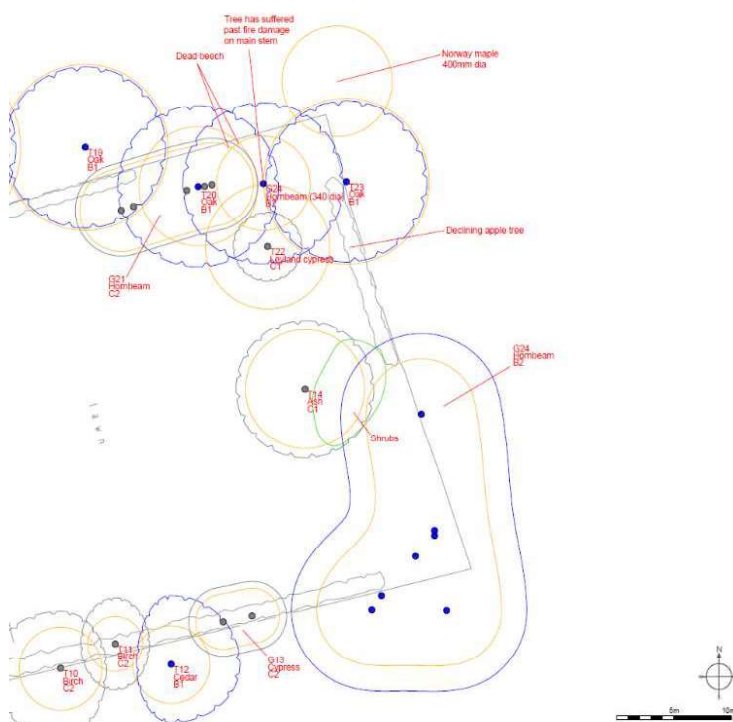 Tree has suffered
past fire damage
on main stem
Dead beech
Norway maple
400mm dia
T19
Oak
B1
T20
Oak
B1
G24
Hornbeam (340 dia)
B2
T23
Oak
B1
T22
Leyland cypress
C1
Declining apple tree
G21
Hornbeam
C2
G24
Hornbeam
B2
T14
Ash
C1
Shrubs
T11
Birch
C2
T10
Birch
C2
T12
Cedar
B1
G13
Cypress
C2
N
5m
10m